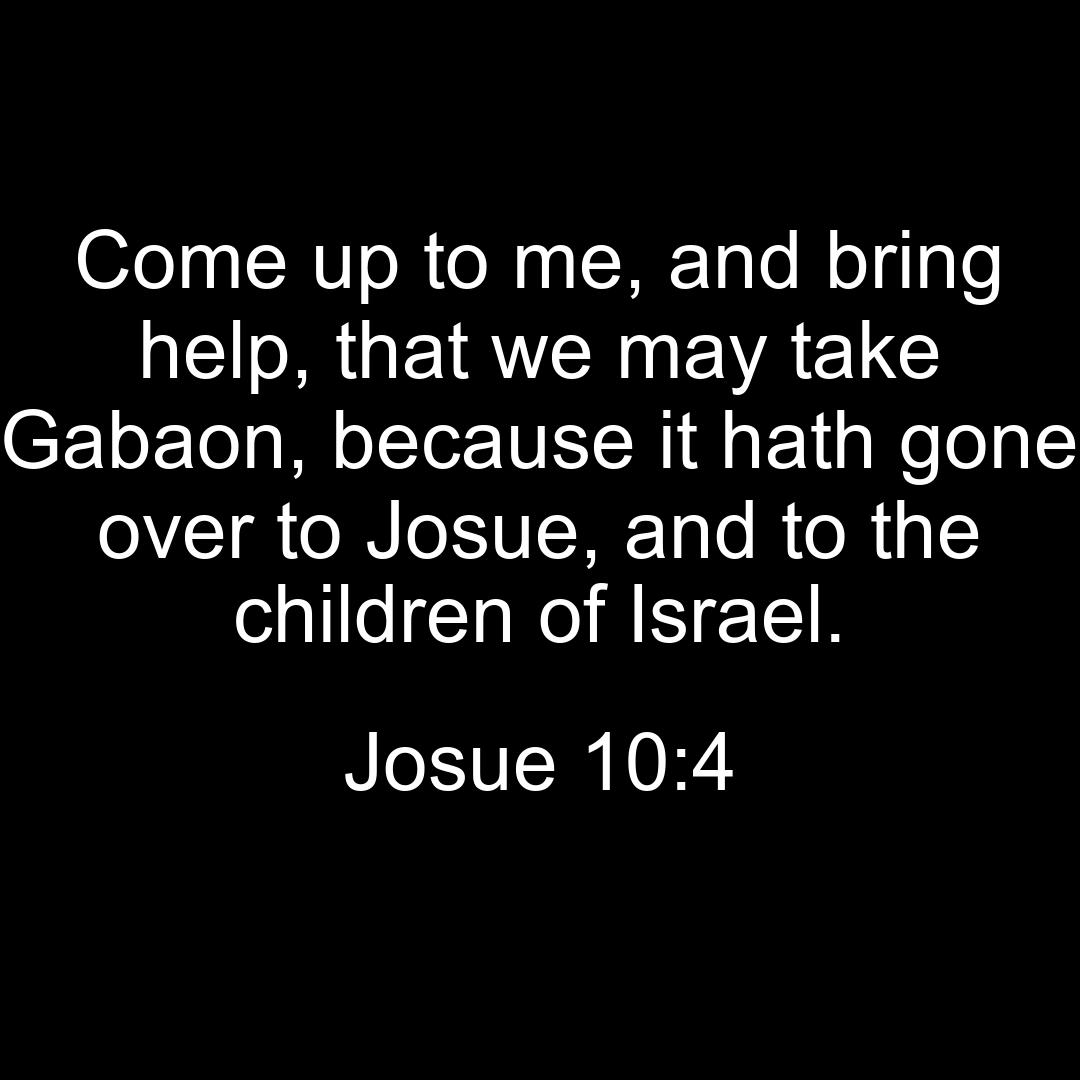 Come up to me, and bring
help, that we may take
Gabaon, because it hath gone
over to Josue, and to the
children of Israel.
Josue 10:4